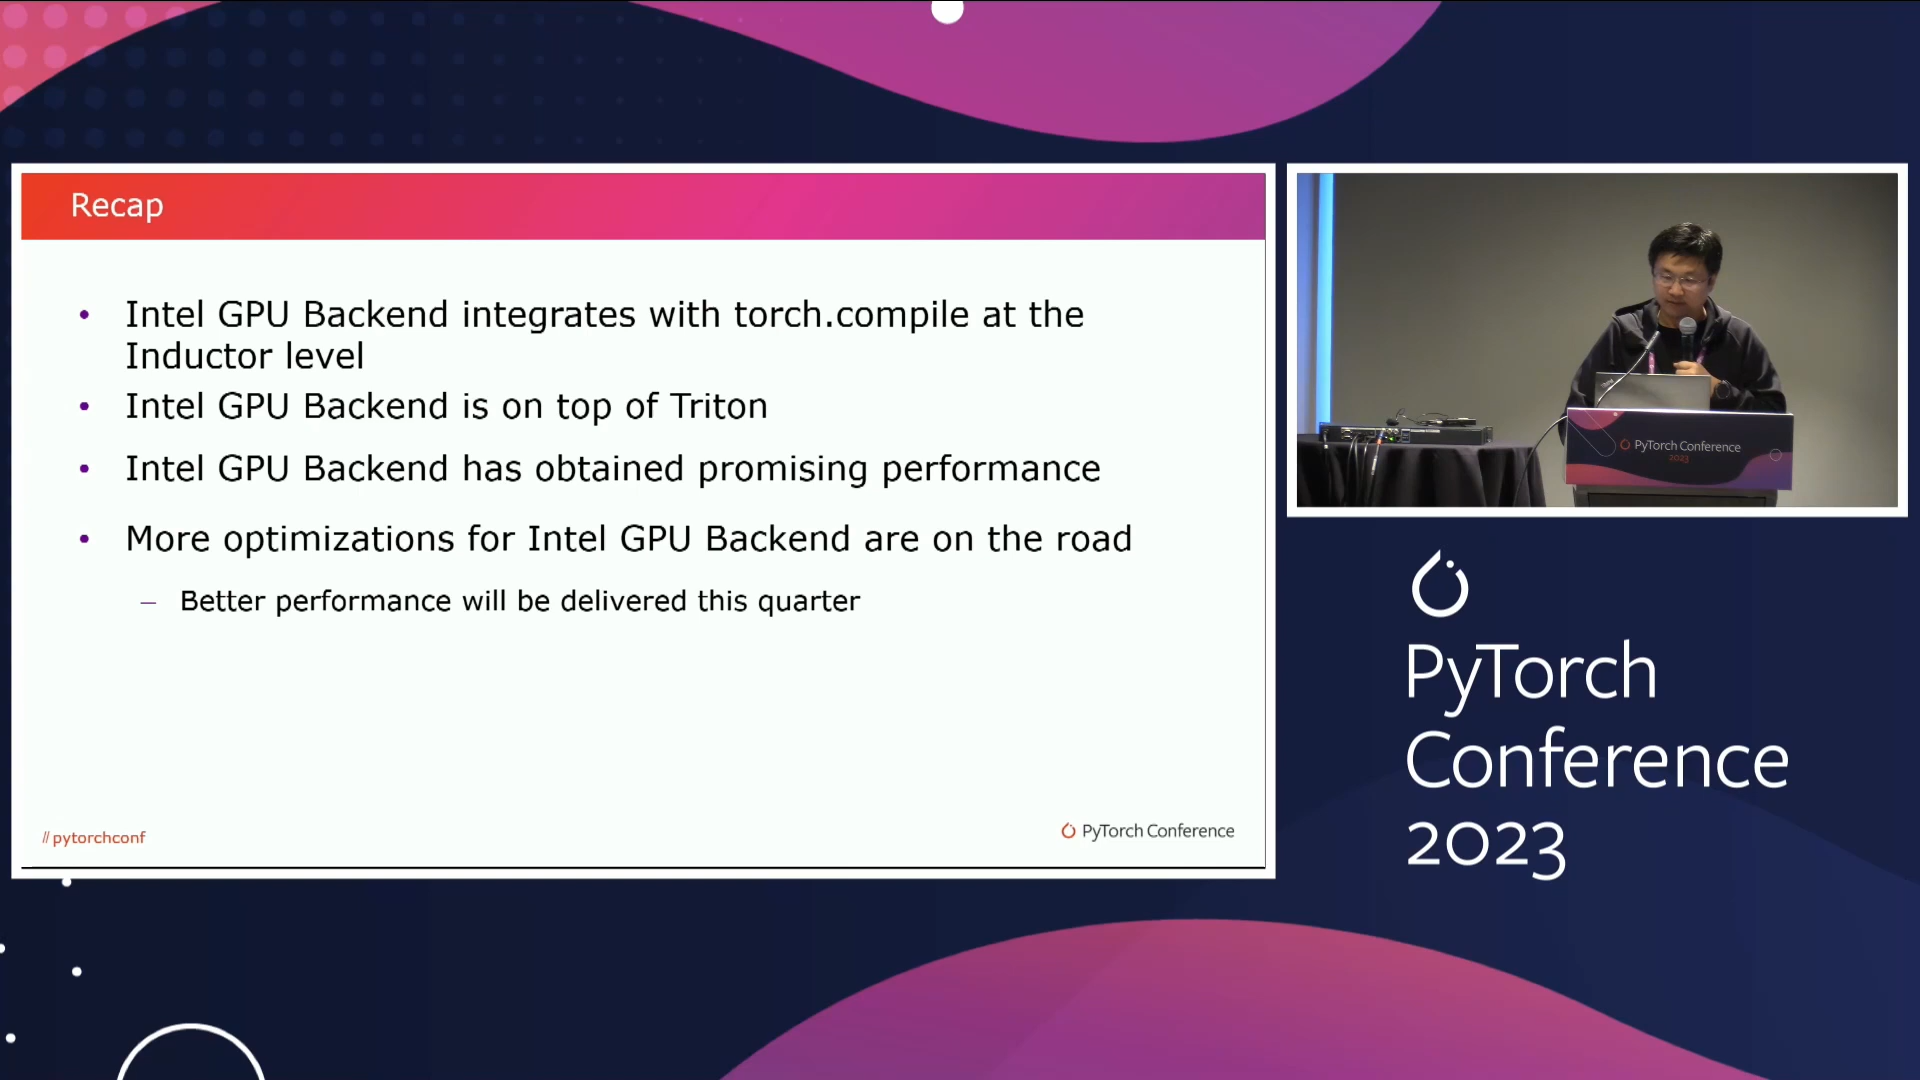 Recap
• Intel GPU Backend integrates with torch.compile at the
Inductor level
• Intel GPU Backend is on top of Triton
• Intel GPU Backend has obtained promising performance
• More optimizations for Intel GPU Backend are on the road
– Better performance will be delivered this quarter
// pytorchconf
PyTorch Conference
PyTorch Conference
2023
PyTorch
Conference
2023